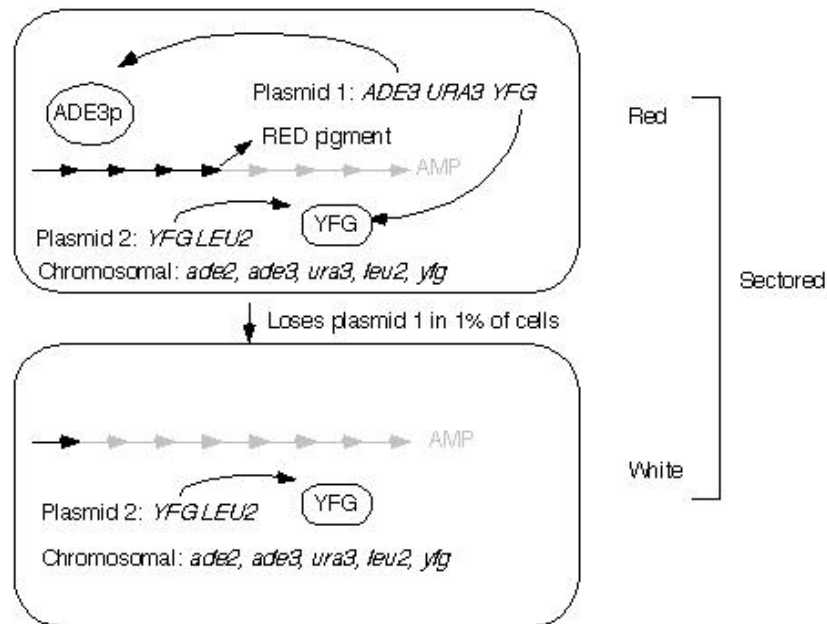 ADE3p
Plasmid 1: ADE3 URA3 YFG
Red
RED pigment
AMP
Plasmid 2: YFG LEU2
YFG
Chromosomal: ade2, ade3, ura3, leu2, yfg
Sectored
Loses plasmid 1 in 1% of cells
AMP
White
Plasmid 2: YFG LEU2
YFG
Chromosomal: ade2, ade3, ura3, leu2, yfg